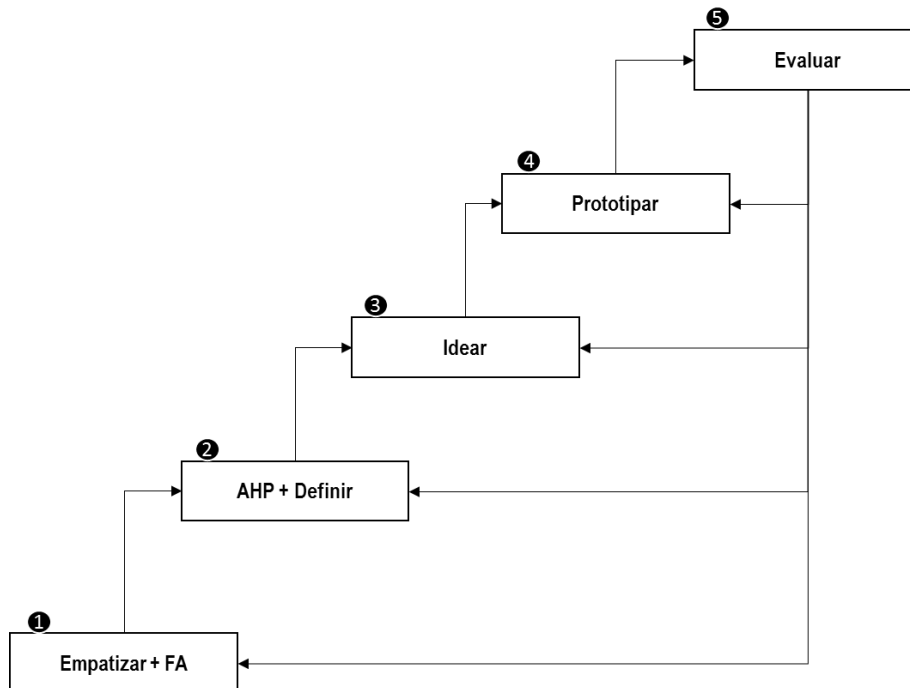 ❺
Evaluar
❹
Prototipar
❸
Idear
❷
AHP + Definir
❶
Empatizar + FA